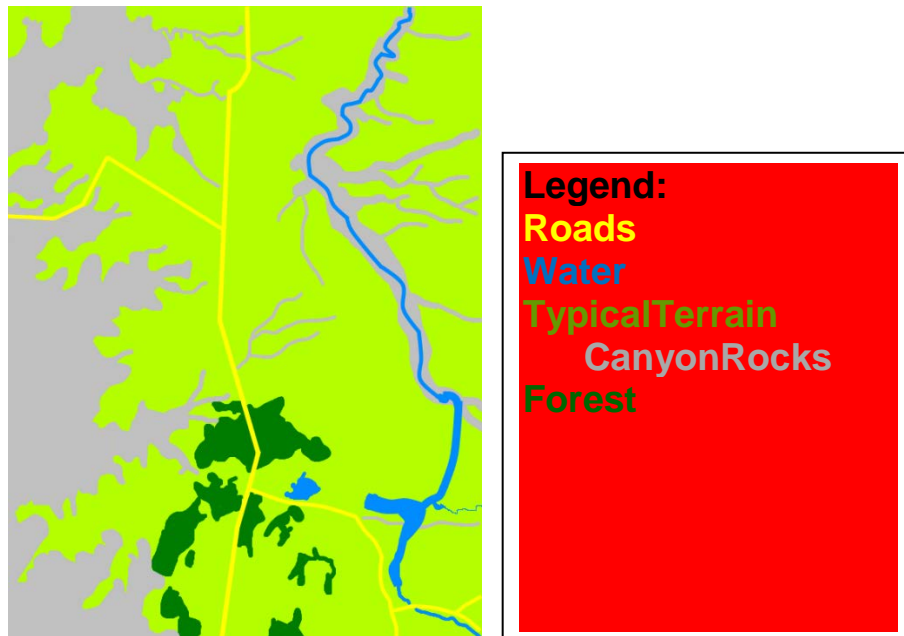 Legend:
Roads
Water
TypicalTerrain
CanyonRocks
Forest